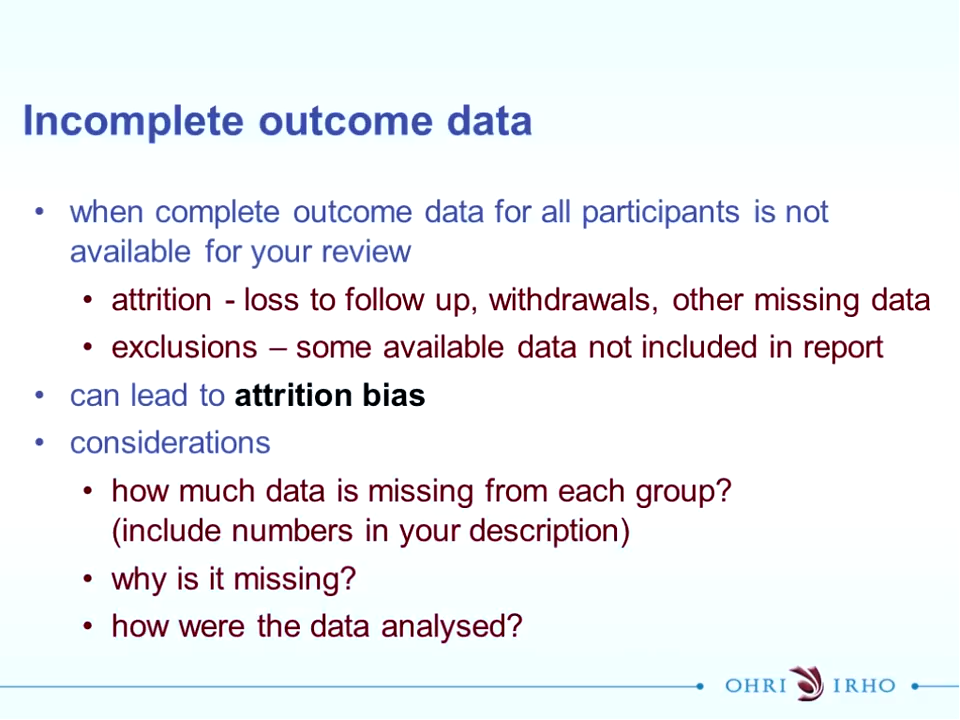 Incomplete outcome data
• when complete outcome data for all participants is not
available for your review
• attrition - loss to follow up, withdrawals, other missing data
• exclusions – some available data not included in report
• can lead to attrition bias
• considerations
• how much data is missing from each group?
(include numbers in your description)
• why is it missing?
• how were the data analysed?
OHRI IRHO